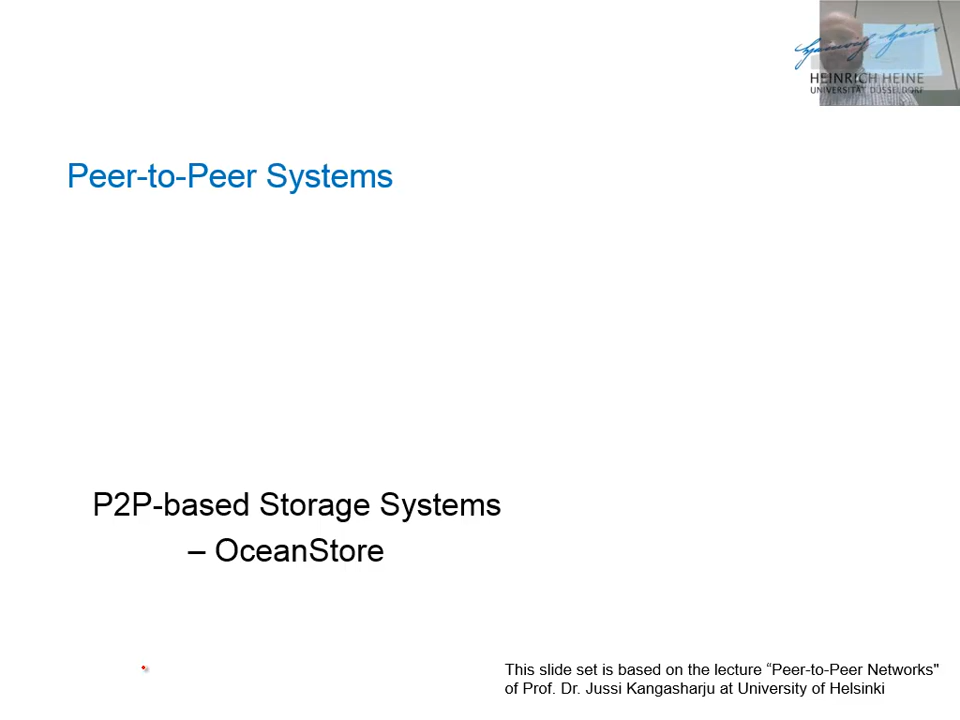 HEINRICH HEINE
UNIVERSITÄT DÜSSELDORF
Peer-to-Peer Systems
P2P-based Storage Systems
– OceanStore
This slide set is based on the lecture “Peer-to-Peer Networks"
of Prof. Dr. Jussi Kangasharju at University of Helsinki